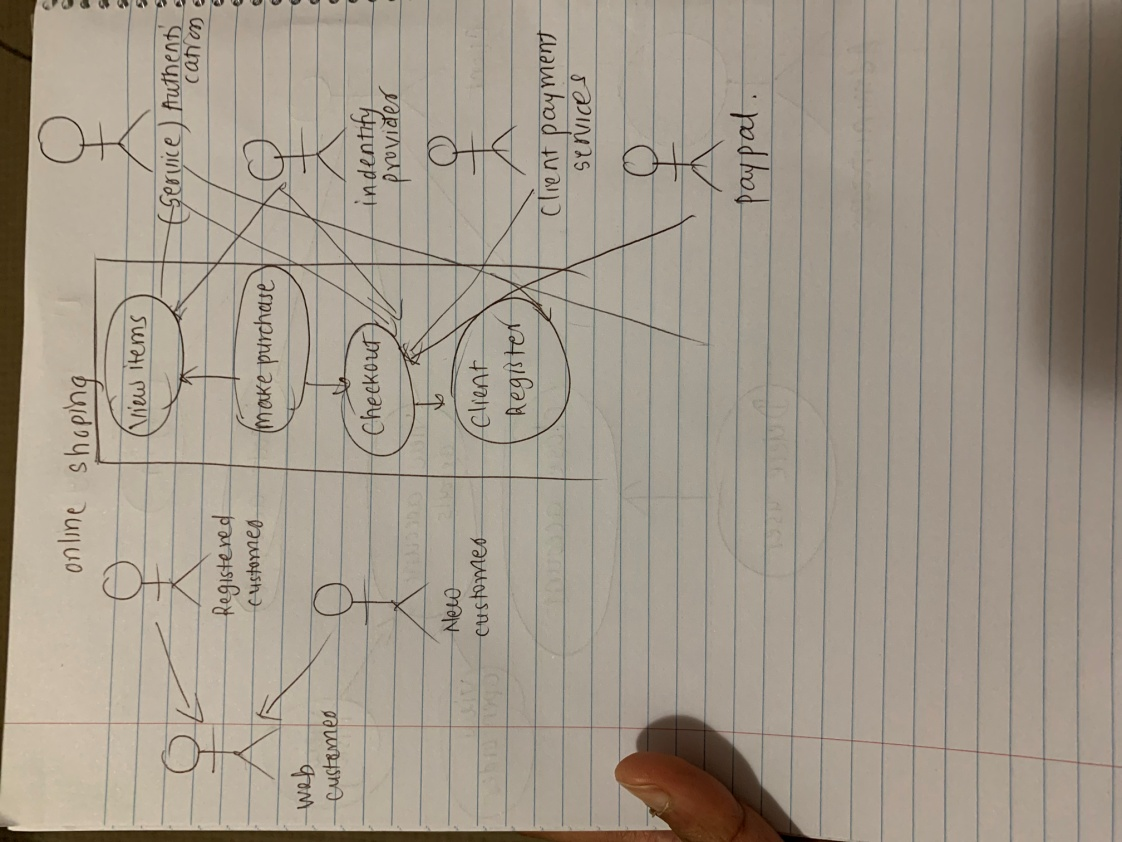 online shoping
(service) Authenti
cation
View items
Registered
customer
indentify
provider
make purchase
web
customer
Checkout
New
customer
Client payment
services
Client
Register
paypal.